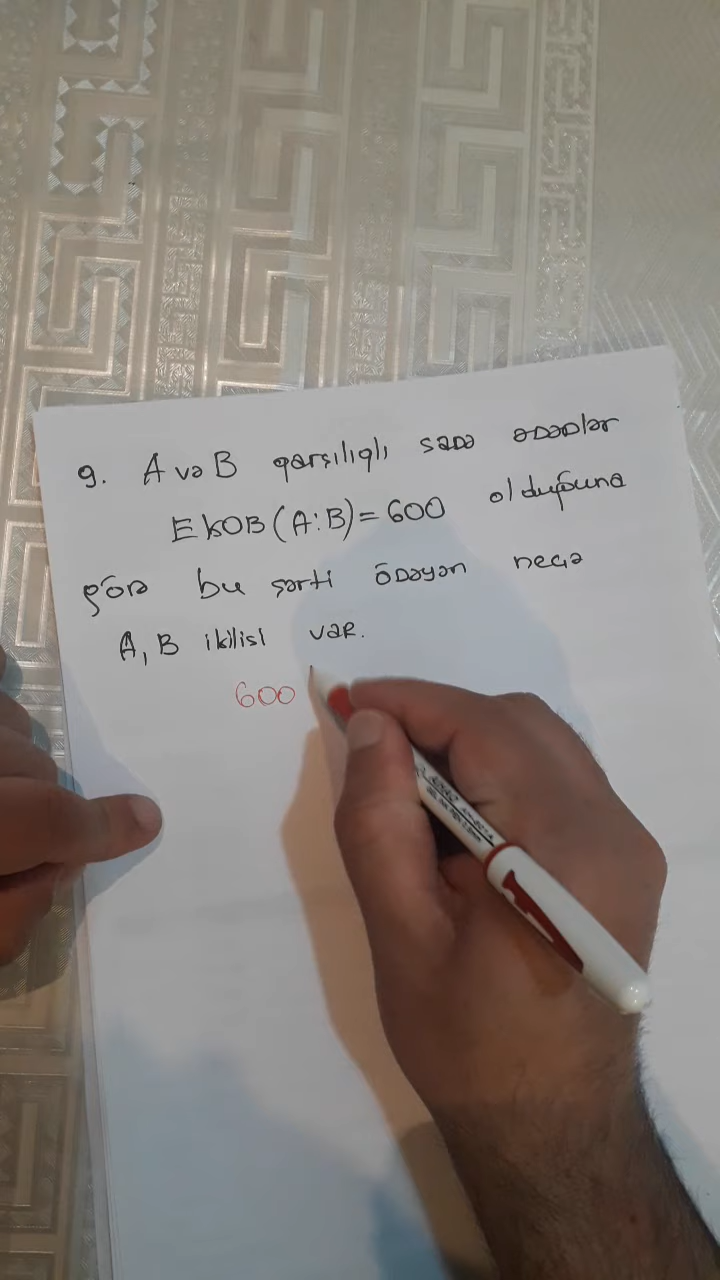 9. A və B qarşılıqlı sadə ədədlər
ƏKOB (A:B)=600 olduğuna
görə bu şərti ödəyən neçə
A, B ikilisi var.
600